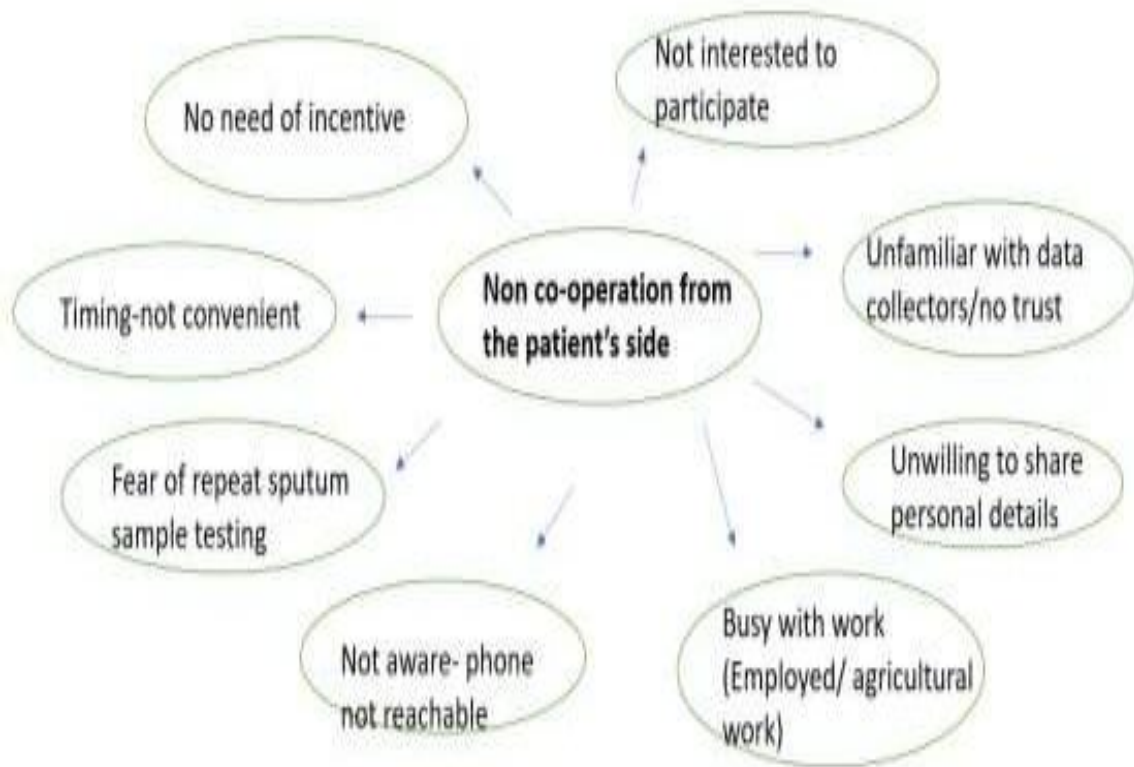 Not interested to
participate
No need of incentive
Unfamiliar with data
collectors/no trust
Non co-operation from
the patient's side
Timing-not convenient
Unwilling to share
personal details
Fear of repeat sputum
sample testing
Busy with work
(Employed/ agricultural
work)
Not aware- phone
not reachable